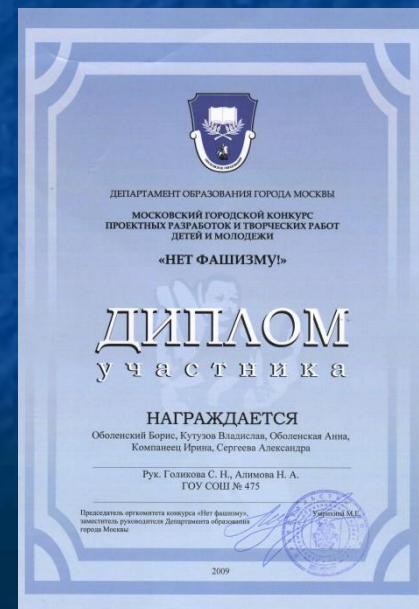 ДЕПАРТАМЕНТ ОБРАЗОВАНИЯ ГОРОДА МОСКВЫ
МОСКОВСКИЙ ГОРОДСКОЙ КОНКУРС
ПРОЕКТНЫХ РАЗРАБОТОК И ТВОРЧЕСКИХ РАБОТ
ДЕТЕЙ И МОЛОДЕЖИ
«НЕТ ФАШИЗМУ!»
ДИПЛОМ
участника
НАГРАЖДАЕТСЯ
Оболенский Борис, Кутузов Владислав, Оболенская Анна,
Компанеец Ирина, Сергеева Александра
Рук. Голикова С. Н., Алимова Н. А.
ГОУ СОШ № 475
Председатель оргкомитета конкурса «Нет фашизму»,
заместитель руководителя Департамента образования
города Москвы
2009